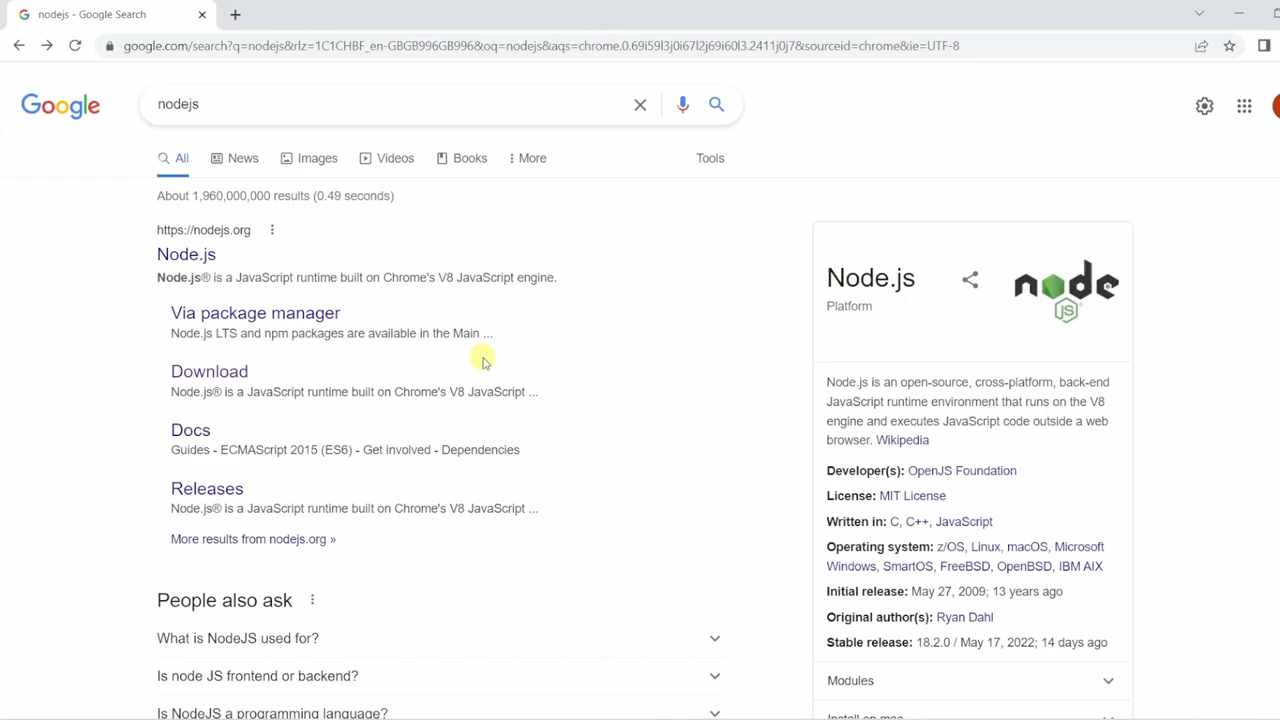 nodejs - Google Search
google.com/search?q=nodejs&rlz=1C1CHBF_en-GBGB996GB996&oq=nodejs&aqs=chrome.0.69i59l3j0i67l2j69i60l3.2411j0j7&sourceid=chrome&ie=UTF-8
Google
nodejs
All
News
Images
Videos
Books
More
Tools
About 1,960,000,000 results (0.49 seconds)
https://nodejs.org
Node.js
Node.js® is a JavaScript runtime built on Chrome's V8 JavaScript engine.
Via package manager
Node.js LTS and npm packages are available in the Main ...
Download
Node.js® is a JavaScript runtime built on Chrome's V8 JavaScript ...
Docs
Guides - ECMAScript 2015 (ES6) - Get involved - Dependencies
Releases
Node.js® is a JavaScript runtime built on Chrome's V8 JavaScript ...
More results from nodejs.org »
People also ask
What is NodeJS used for?
Is node JS frontend or backend?
Is NodeJS a programming language?
Node.js
Platform
node
JS
Node.js is an open-source, cross-platform, back-end
JavaScript runtime environment that runs on the V8
engine and executes JavaScript code outside a web
browser. Wikipedia
Developer(s): OpenJS Foundation
License: MIT License
Written in: C, C++, JavaScript
Operating system: z/OS, Linux, macOS, Microsoft
Windows, SmartOS, FreeBSD, OpenBSD, IBM AIX
Initial release: May 27, 2009; 13 years ago
Original author(s): Ryan Dahl
Stable release: 18.2.0 / May 17, 2022; 14 days ago
Modules
Install on mac